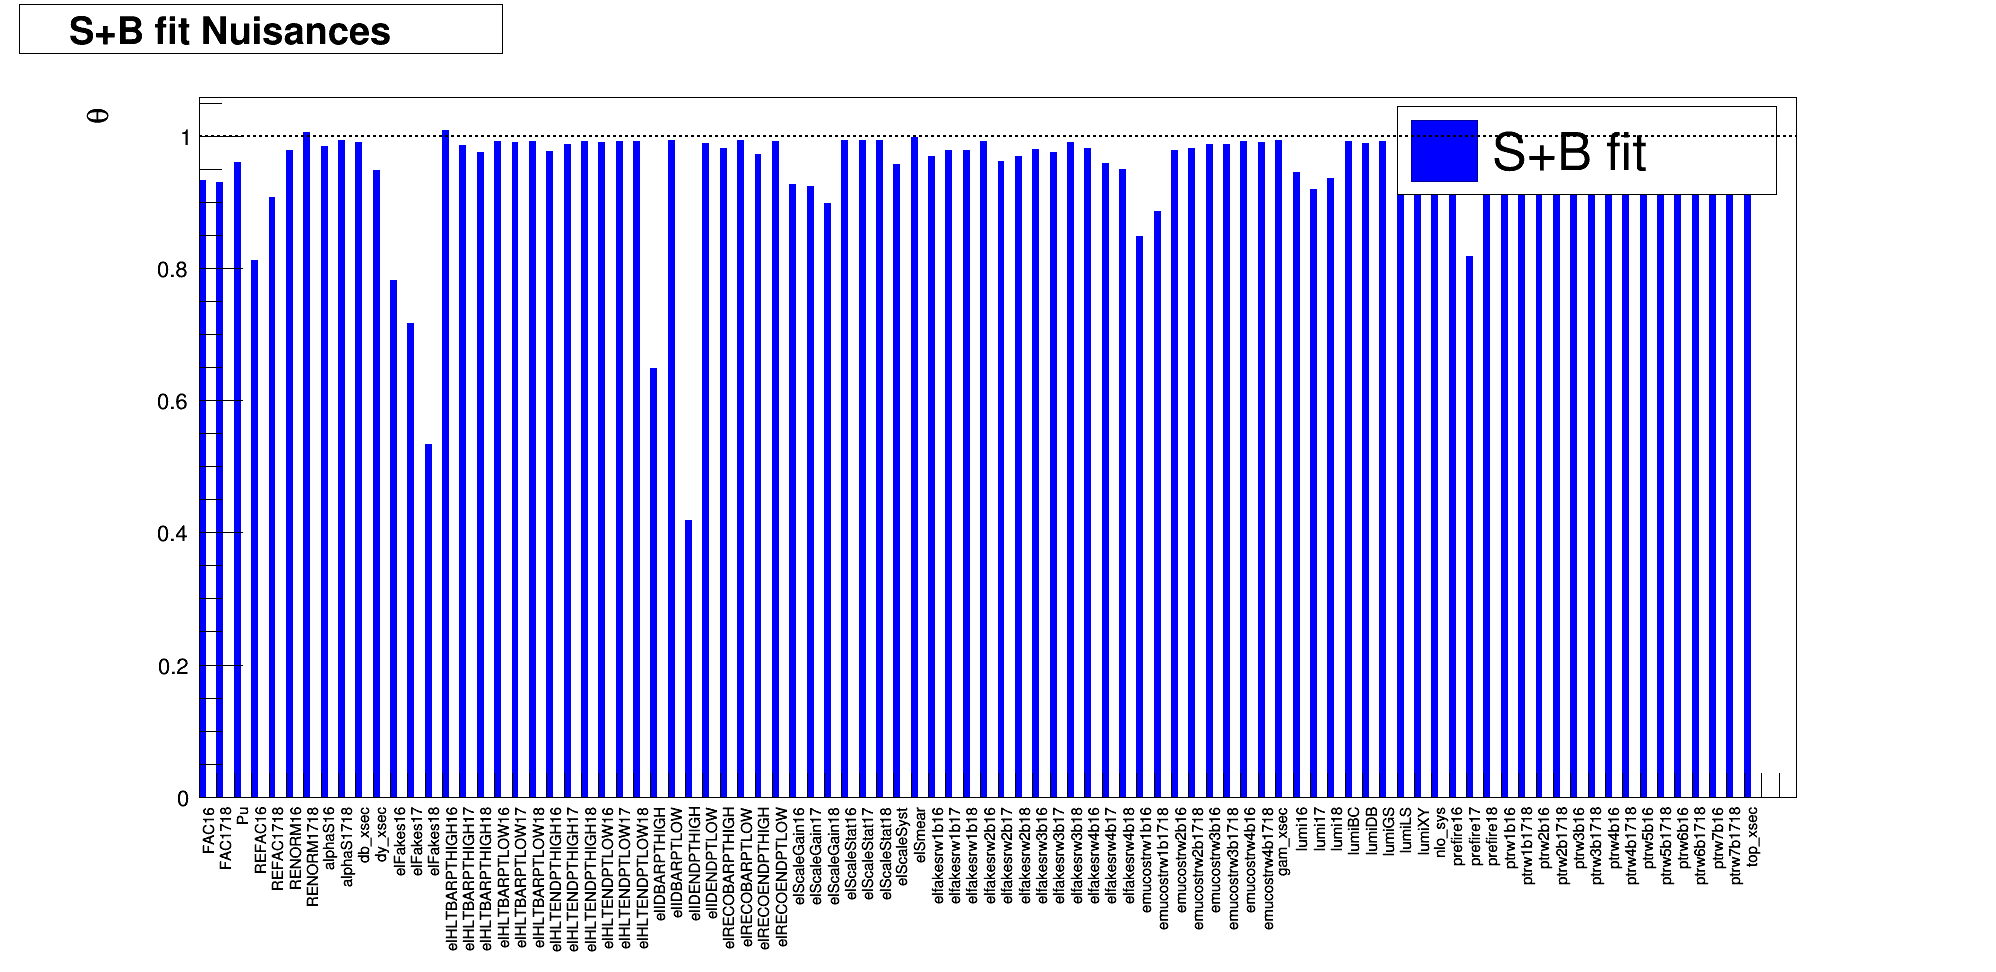 S+B fit Nuisances
θ
S+B fit
1
0.8
0.6
0.4
0.2
0
FAC16
FAC1718
Pu
REFAC16
REFAC1718
RENORM16
RENORM1718
alphaS16
alphaS1718
db_xsec
dy_xsec
elFakes16
elFakes17
elFakes18
elHLTBARPTHIGH16
elHLTBARPTHIGH17
elHLTBARPTHIGH18
elHLTBARPTLOW16
elHLTBARPTLOW17
elHLTBARPTLOW18
elHLTENDPTHIGH16
elHLTENDPTHIGH17
elHLTENDPTHIGH18
elHLTENDPTLOW16
elHLTENDPTLOW17
elHLTENDPTLOW18
elIDBARPTHIGH
elIDBARPTLOW
elIDENDPTHIGH
elIDENDPTLOW
elRECOBARPTHIGH
elRECOBARPTLOW
elRECOENDPTHIGH
elRECOENDPTLOW
elScaleGain16
elScaleGain17
elScaleGain18
elScaleStat16
elScaleStat17
elScaleStat18
elScaleSyst
elSmear
elfakesrw1b16
elfakesrw1b17
elfakesrw1b18
elfakesrw2b16
elfakesrw2b17
elfakesrw2b18
elfakesrw3b16
elfakesrw3b17
elfakesrw3b18
elfakesrw4b16
elfakesrw4b17
elfakesrw4b18
emucostrw1b16
emucostrw1b1718
emucostrw2b16
emucostrw2b1718
emucostrw3b16
emucostrw3b1718
emucostrw4b16
emucostrw4b1718
gam_xsec
lumi16
lumi17
lumi18
lumiBC
lumiDB
lumiGS
lumiLS
lumiXY
nlo_sys
prefire16
prefire17
prefire18
ptrw1b16
ptrw1b1718
ptrw2b16
ptrw2b1718
ptrw3b16
ptrw3b1718
ptrw4b16
ptrw4b1718
ptrw5b16
ptrw5b1718
ptrw6b16
ptrw6b1718
ptrw7b16
ptrw7b1718
top_xsec